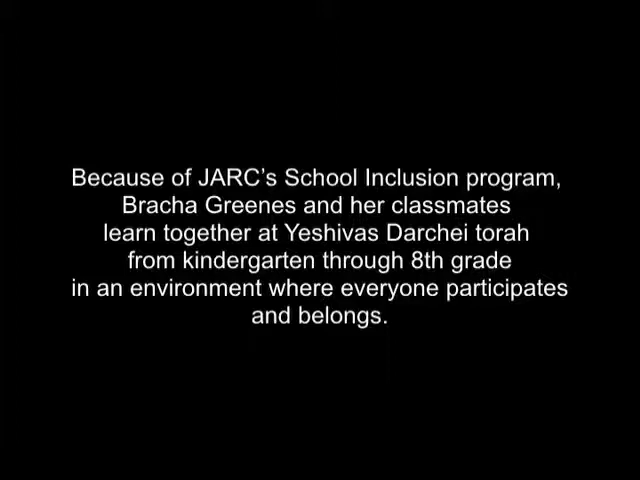 Because of JARC’s School Inclusion program,
Bracha Greenes and her classmates
learn together at Yeshivas Darchei torah
from kindergarten through 8th grade
in an environment where everyone participates
and belongs.